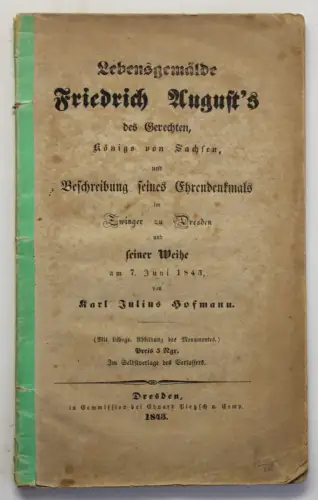 Lebensgemälde
Friedrich August's
des Gerechten,
Königs von Sachsen,
und
Beschreibung seines Ehrendenkmals
im
Zwinger zu Dresden
und
seiner Weihe
am 7. Juni 1843,
von
Karl Julius Hofmann.
(Mit lithogr. Abbildung des Monumentes.)
Preis 5 Ngr.
Im Selbstverlage des Verfassers.
Dresden,
in Commission bei Eduard Pietzsch u. Comp.
1843.